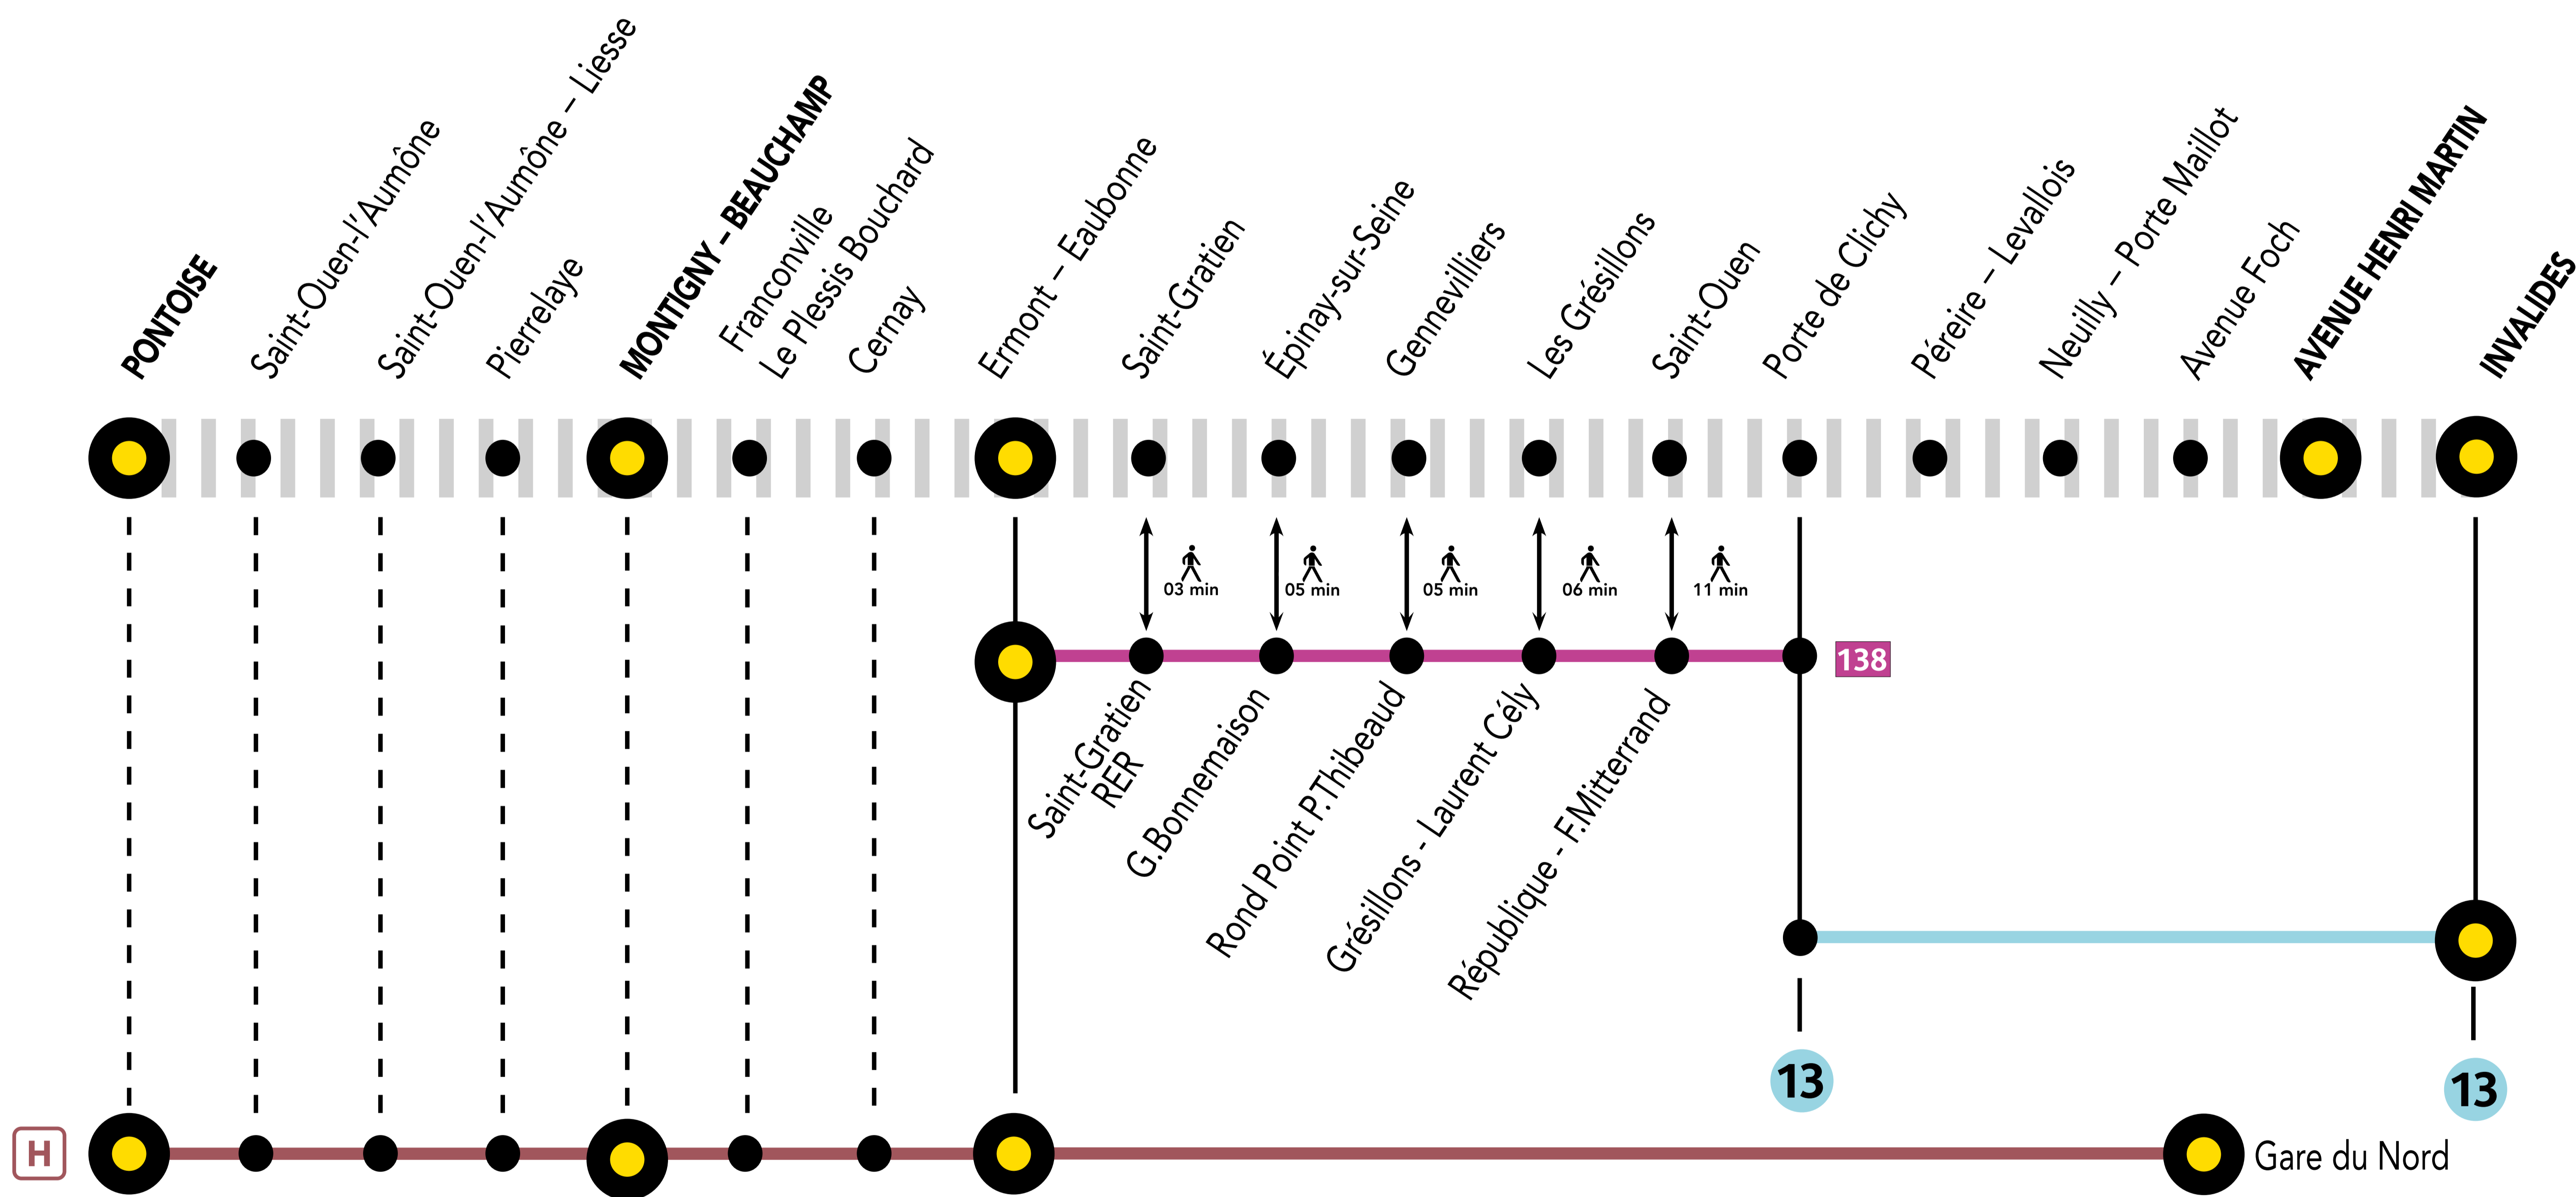 PONTOISE
Saint-Ouen-l'Aumône
Saint-Ouen-l'Aumône – Liesse
Pierrelaye
MONTIGNY – BEAUCHAMP
Franconville
Le Plessis Bouchard
Cernay
Ermont – Eaubonne
Saint-Gratien
Épinay-sur-Seine
Gennevilliers
Les Grésillons
Saint-Ouen
Porte de Clichy
Péreire – Levallois
Neuilly – Porte Maillot
Avenue Foch
AVENUE HENRI MARTIN
INVALIDES
03 min
05 min
05 min
06 min
11 min
138
Saint-Gratien
RER
G.Bonnemaison
Rond Point P.Thibeaud
Grésillons - Laurent Cély
République - F.Mitterrand
13
13
H
Gare du Nord